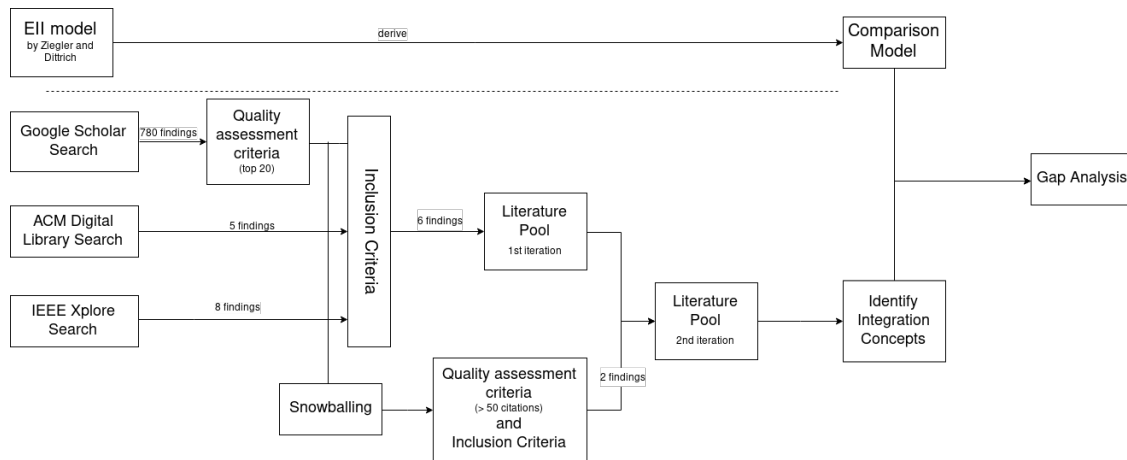 EII model
by Ziegler and
Dittrich
derive
Comparison
Model
Google Scholar
Search
780 findings
Quality
assessment
criteria
(top 20)
Inclusion Criteria
ACM Digital
Library Search
5 findings
6 findings
Literature
Pool
1st iteration
Gap Analysis
IEEE Xplore
Search
8 findings
Literature
Pool
2nd iteration
Identify
Integration
Concepts
Snowballing
Quality assessment
criteria
(> 50 citations)
and
Inclusion Criteria
2 findings